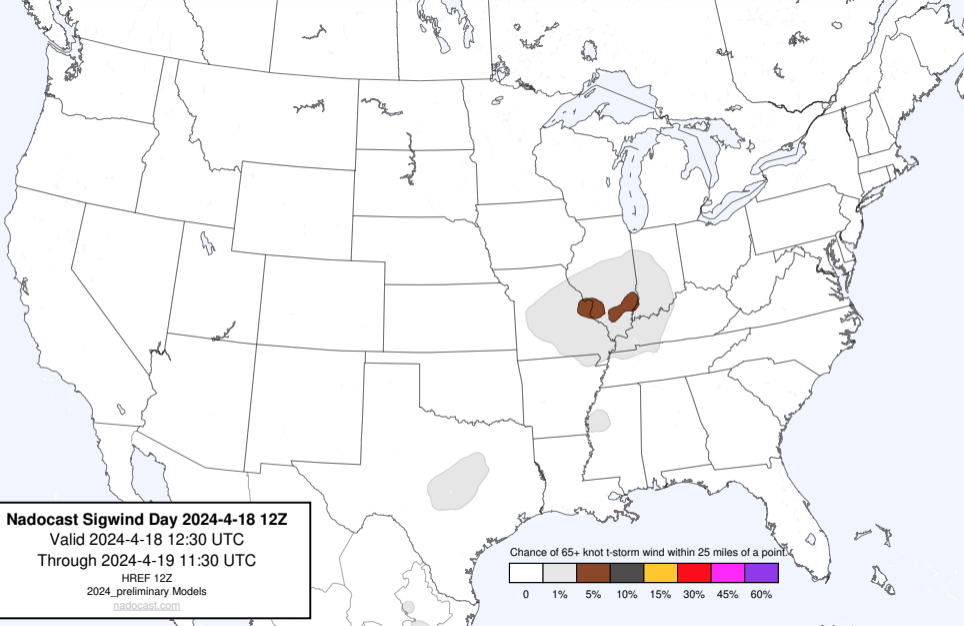 Nadocast Sigwind Day 2024-4-18 12Z
Valid 2024-4-18 12:30 UTC
Through 2024-4-19 11:30 UTC
HREF 12Z
2024_preliminary Models
nadocast.com
Chance of 65+ knot t-storm wind within 25 miles of a point.
0 1% 5% 10% 15% 30% 45% 60%